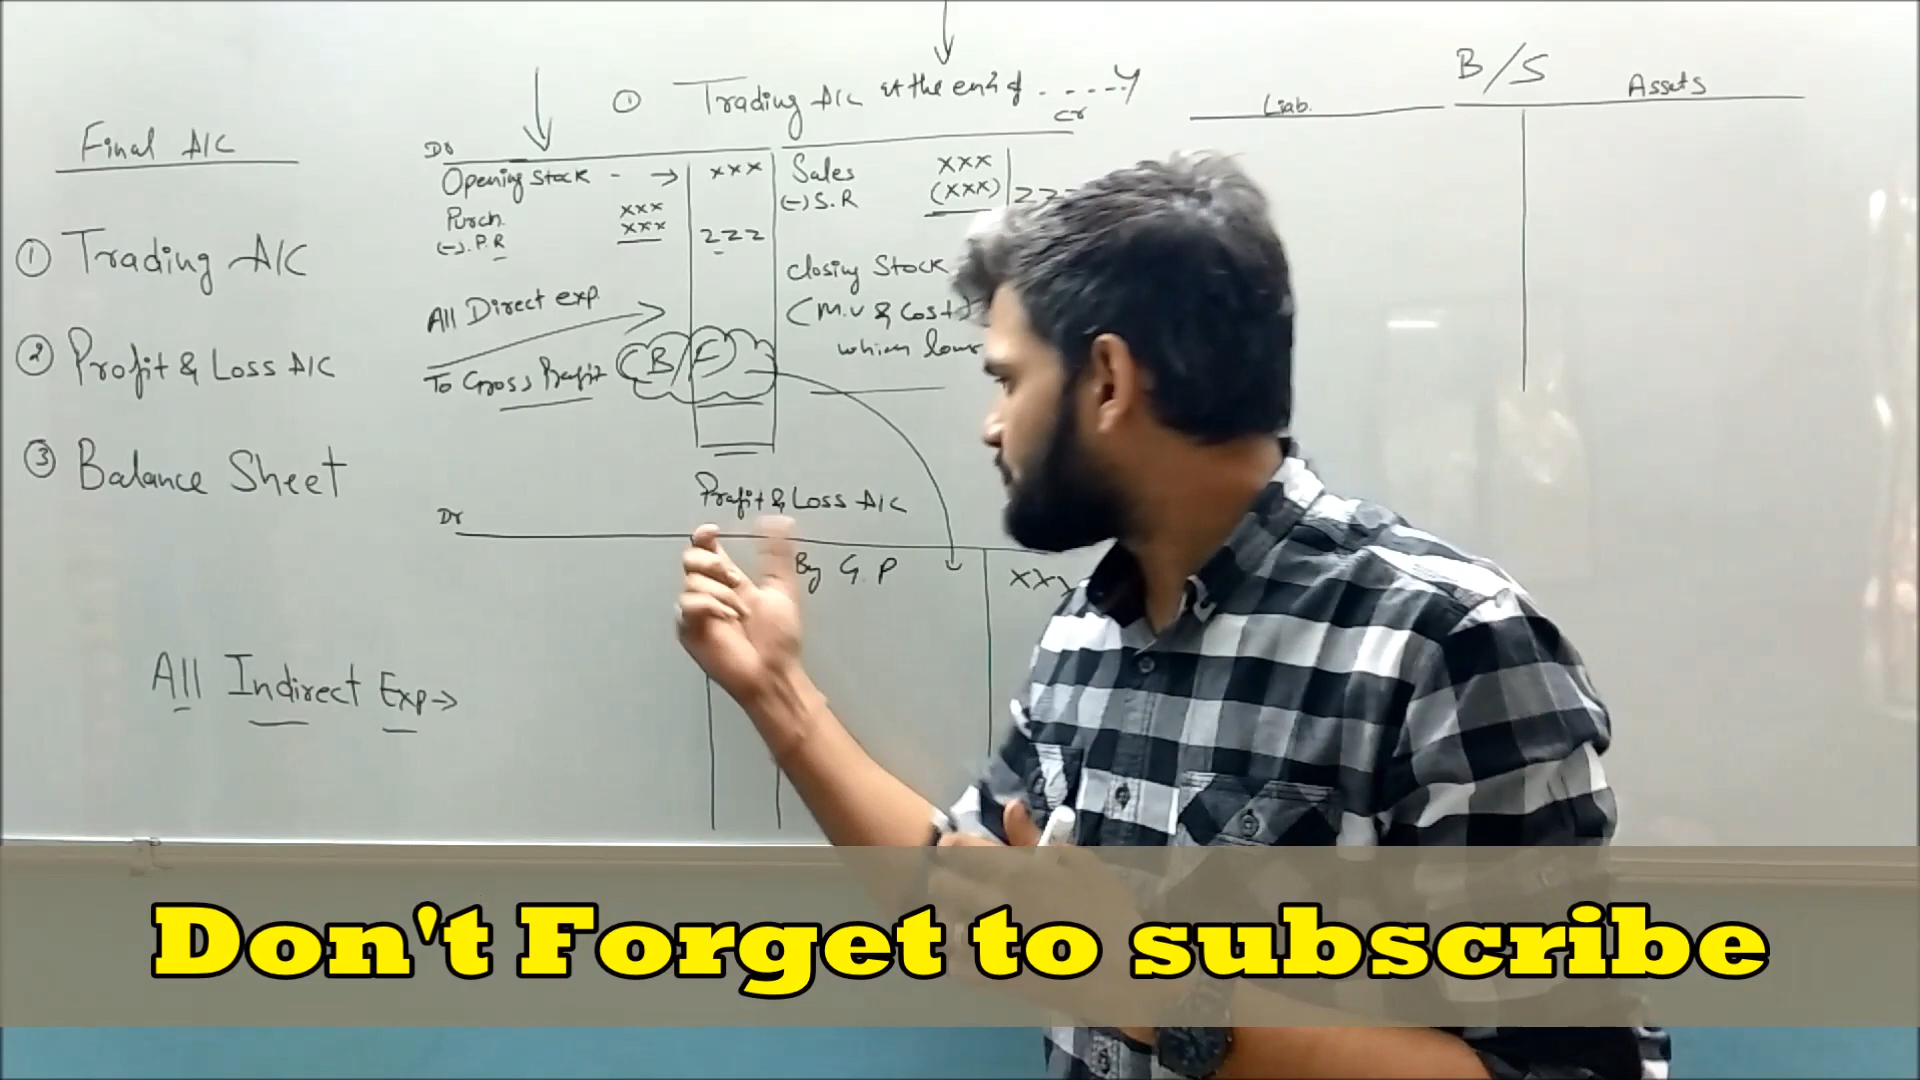 Final A/C
① Trading A/C
② Profit & Loss A/C
③ Balance Sheet
All Indirect Exp→
① Trading A/C at the end of .....
Dr
Cr
Opening Stock - → xxx
Purch. xxx
(-).P.R xxx zzz
All Direct exp.
To Gross Profit B/F
Sales xxx
(-) S.R (xxx) zzz
Closing Stock
(M.V & Cost)
Profit & Loss A/C
Dr
By G.P xxx
B/S
Liab.
Assets
Don't Forget to subscribe